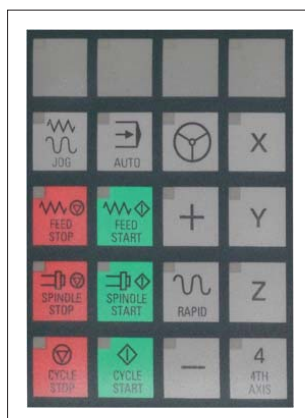 JOG
AUTO
X
FEED
STOP
FEED
START
+
Y
SPINDLE
STOP
SPINDLE
START
RAPID
Z
CYCLE
STOP
CYCLE
START
—
4
4TH
AXIS